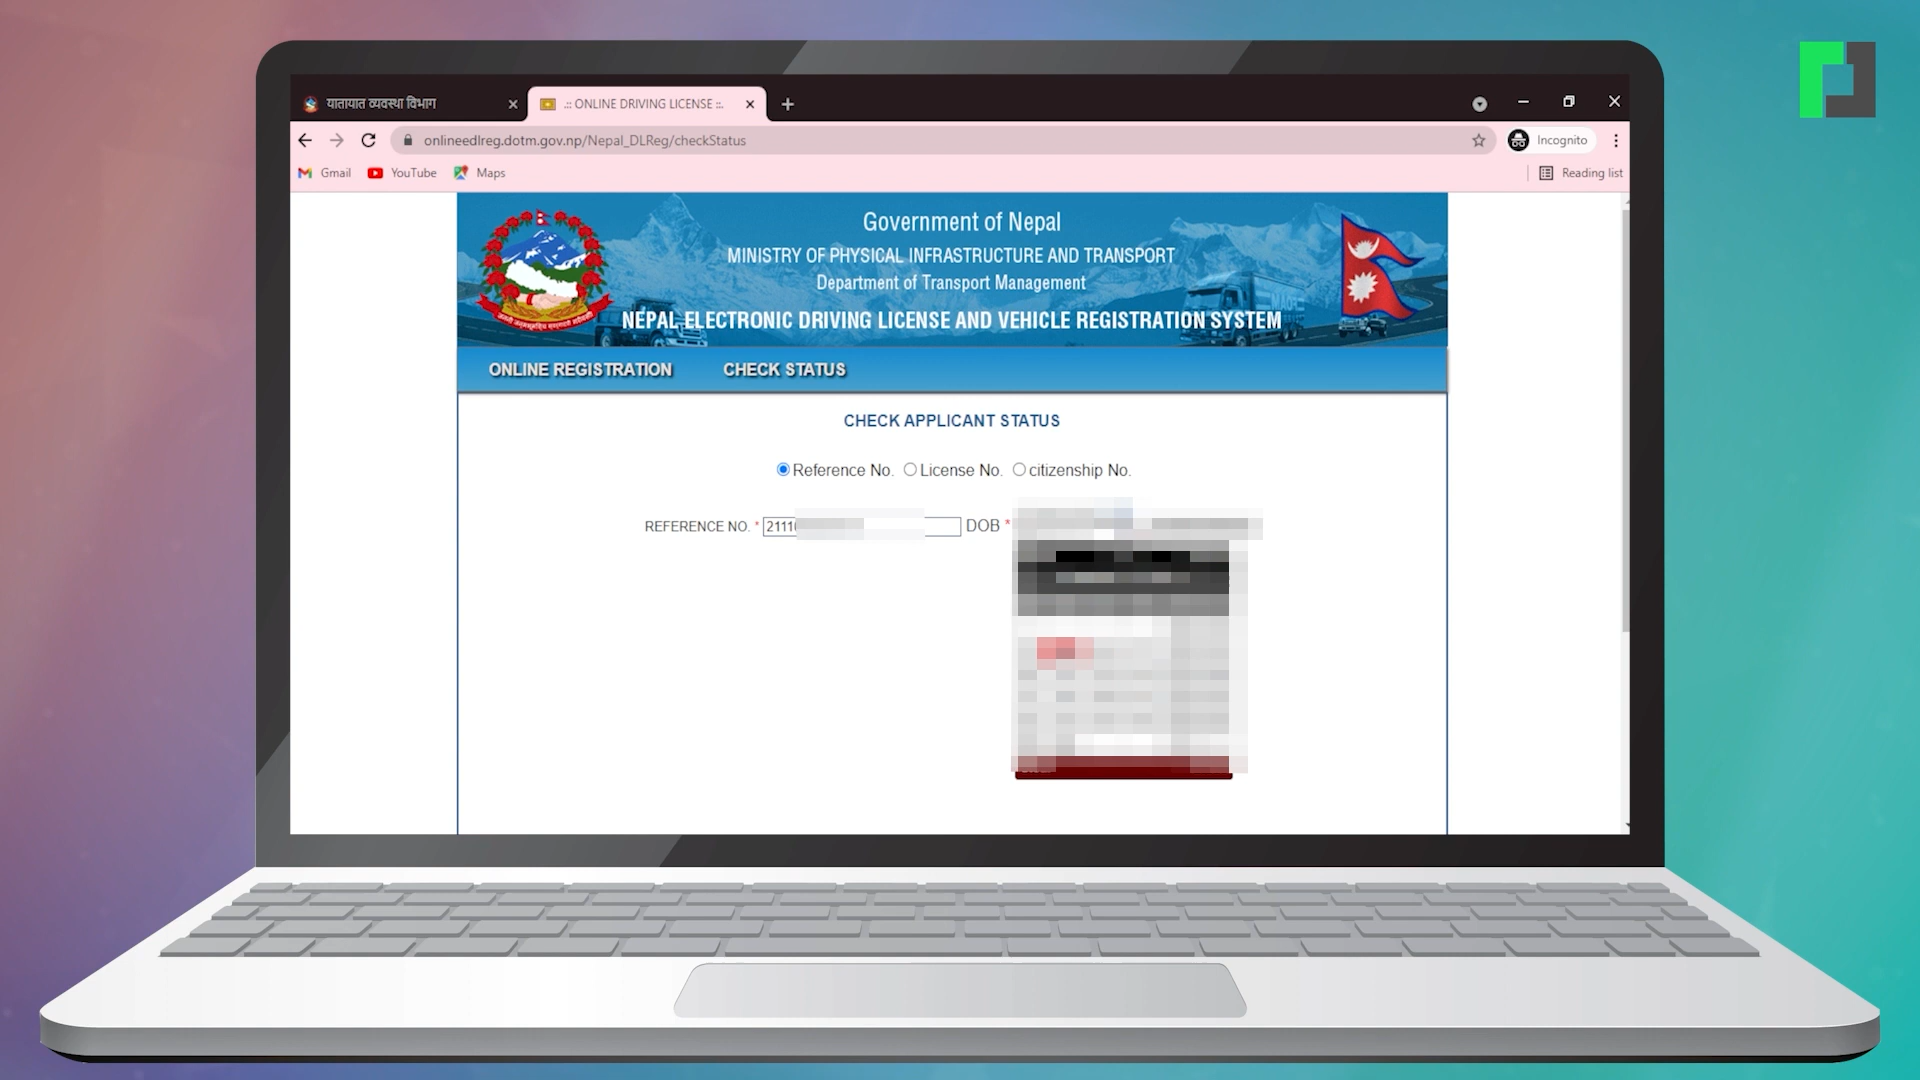 यातायात व्यवस्था विभाग
.:: ONLINE DRIVING LICENSE ::.
onlineedlreg.dotm.gov.np/Nepal_DLReg/checkStatus
Incognito
Gmail YouTube Maps
Reading list
Government of Nepal
MINISTRY OF PHYSICAL INFRASTRUCTURE AND TRANSPORT
Department of Transport Management
NEPAL ELECTRONIC DRIVING LICENSE AND VEHICLE REGISTRATION SYSTEM
ONLINE REGISTRATION CHECK STATUS
CHECK APPLICANT STATUS
Reference No. License No. citizenship No.
REFERENCE NO. * 2111 DOB *